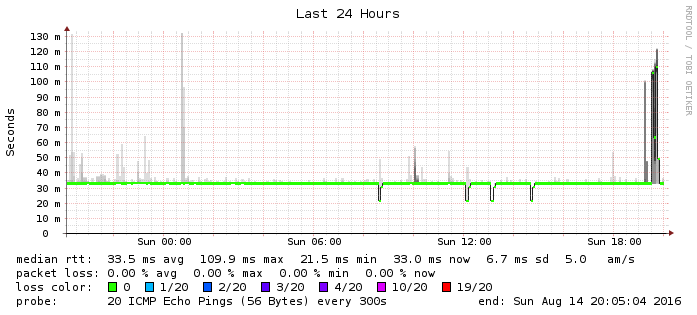 Last 24 Hours
RRDTOOL / TOBI OETIKER
Seconds
130 m
120 m
110 m
100 m
90 m
80 m
70 m
60 m
50 m
40 m
30 m
20 m
10 m
0
Sun 00:00 Sun 06:00 Sun 12:00 Sun 18:00
median rtt: 33.5 ms avg 109.9 ms max 21.5 ms min 33.0 ms now 6.7 ms sd 5.0 am/s
packet loss: 0.00 % avg 0.00 % max 0.00 % min 0.00 % now
loss color: 0 1/20 2/20 3/20 4/20 10/20 19/20
probe: 20 ICMP Echo Pings (56 Bytes) every 300s end: Sun Aug 14 20:05:04 2016